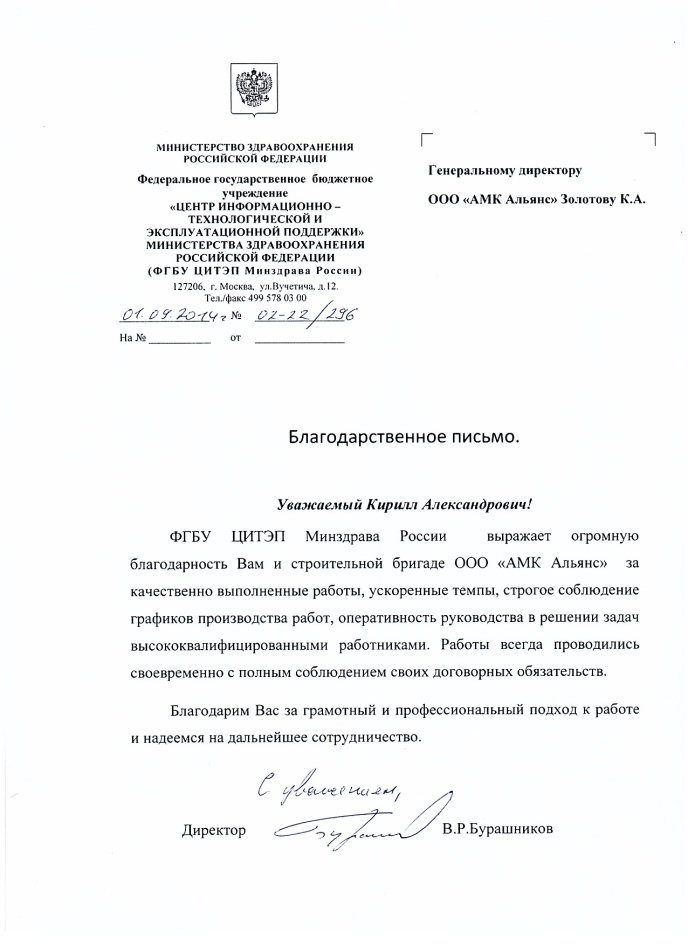 МИНИСТЕРСТВО ЗДРАВООХРАНЕНИЯ
РОССИЙСКОЙ ФЕДЕРАЦИИ
Федеральное государственное бюджетное
учреждение
«ЦЕНТР ИНФОРМАЦИОННО –
ТЕХНОЛОГИЧЕСКОЙ И
ЭКСПЛУАТАЦИОННОЙ ПОДДЕРЖКИ»
МИНИСТЕРСТВА ЗДРАВООХРАНЕНИЯ
РОССИЙСКОЙ ФЕДЕРАЦИИ
(ФГБУ ЦИТЭП Минздрава России)
127206, г. Москва, ул.Вучетича, д.12.
Тел./факс 499 578 03 00
01.09.2014 г № 02-22/296
На № ___________ от ________________
Генеральному директору
ООО «АМК Альянс» Золотову К.А.
Благодарственное письмо.
Уважаемый Кирилл Александрович!
ФГБУ ЦИТЭП Минздрава России выражает огромную
благодарность Вам и строительной бригаде ООО «АМК Альянс» за
качественно выполненные работы, ускоренные темпы, строгое соблюдение
графиков производства работ, оперативность руководства в решении задач
высококвалифицированными работниками. Работы всегда проводились
своевременно с полным соблюдением своих договорных обязательств.
Благодарим Вас за грамотный и профессиональный подход к работе
и надеемся на дальнейшее сотрудничество.
С уважением,
Директор В.Р.Бурашников